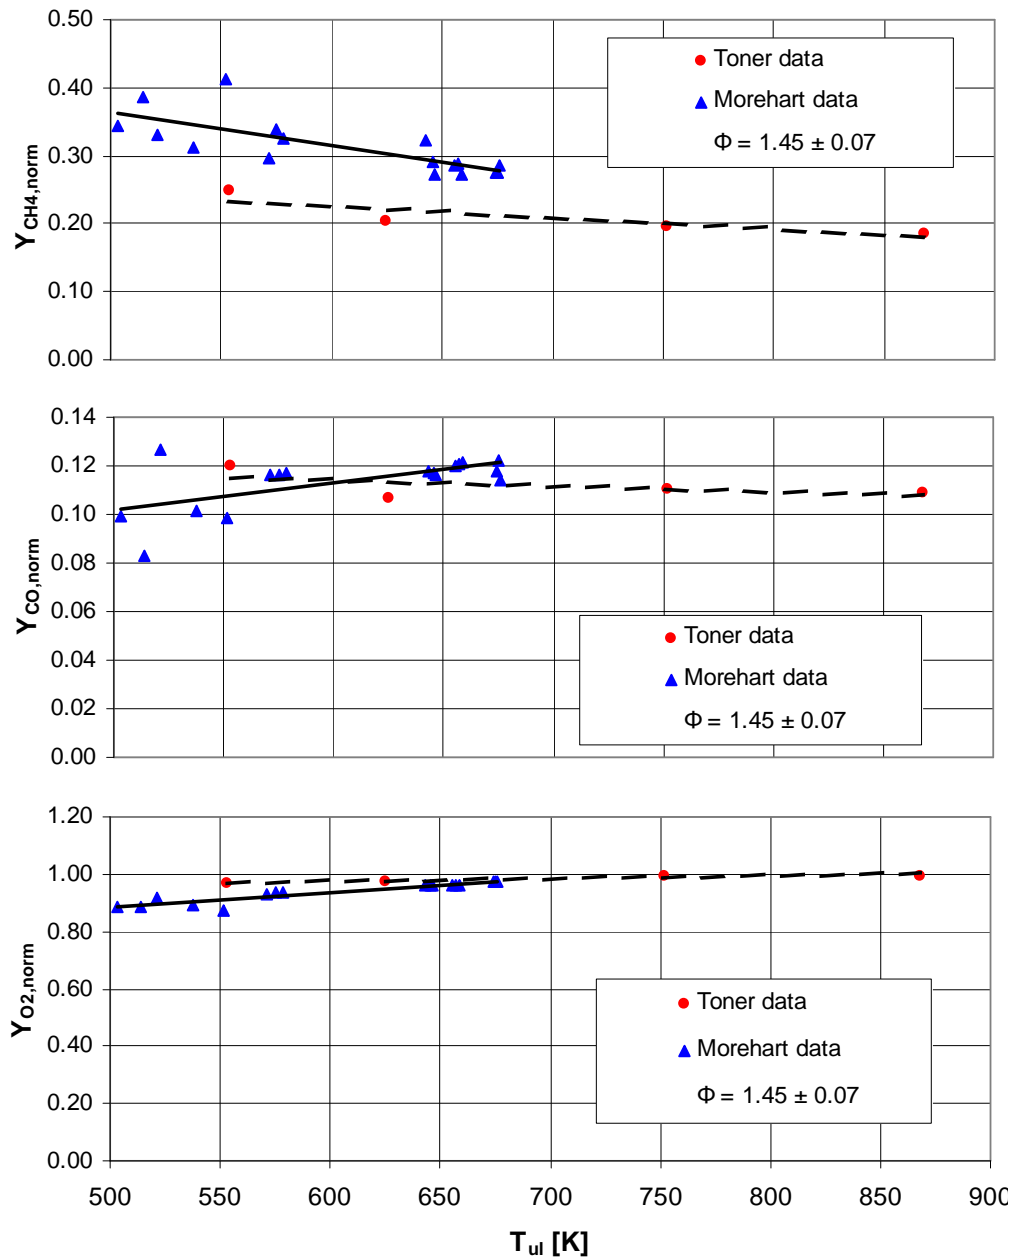 0.50
0.40
0.30
0.20
0.10
0.00
Y CH4,norm
Toner data
Morehart data
Φ = 1.45 ± 0.07
0.14
0.12
0.10
0.08
0.06
0.04
0.02
0.00
Y CO,norm
Toner data
Morehart data
Φ = 1.45 ± 0.07
1.20
1.00
0.80
0.60
0.40
0.20
0.00
Y O2,norm
Toner data
Morehart data
Φ = 1.45 ± 0.07
500 550 600 650 700 750 800 850 900
T ul [K]